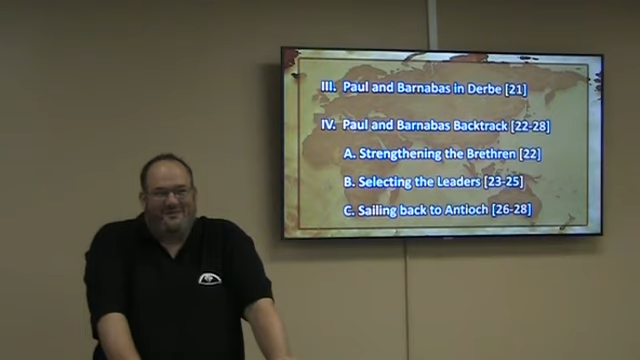 III. Paul and Barnabas in Derbe [21]
IV. Paul and Barnabas Backtrack [22-28]
A. Strengthening the Brethren [22]
B. Selecting the Leaders [23-25]
C. Sailing back to Antioch [26-28]